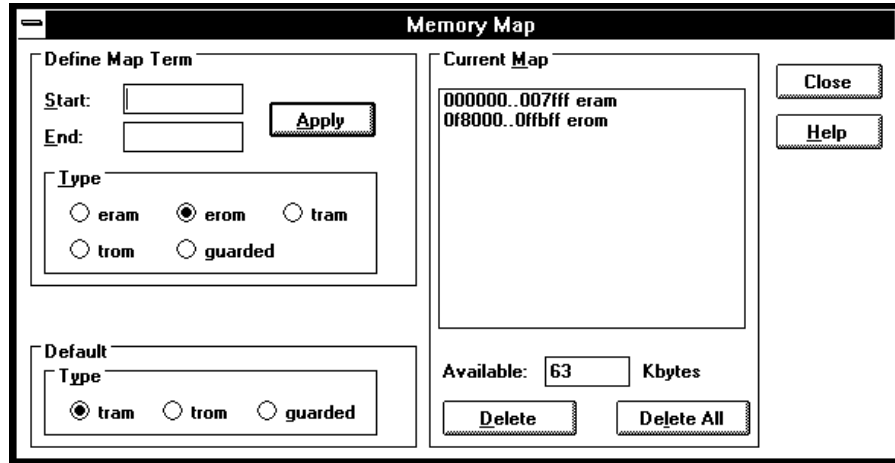 Memory Map
Define Map Term
Start:
End:
Apply
Type
eram erom tram
trom guarded
Default
Type
tram trom guarded
Current Map
000000..007fff eram
0f8000..0ffbff erom
Available: 63 Kbytes
Delete Delete All
Close
Help